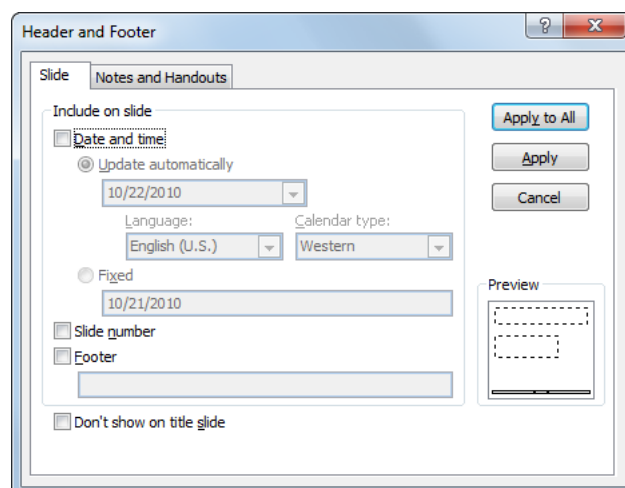 Header and Footer
Slide Notes and Handouts
Include on slide
Date and time
Update automatically
10/22/2010
Language: Calendar type:
English (U.S.) Western
Fixed
10/21/2010
Slide number
Footer
Don't show on title slide
Apply to All
Apply
Cancel
Preview